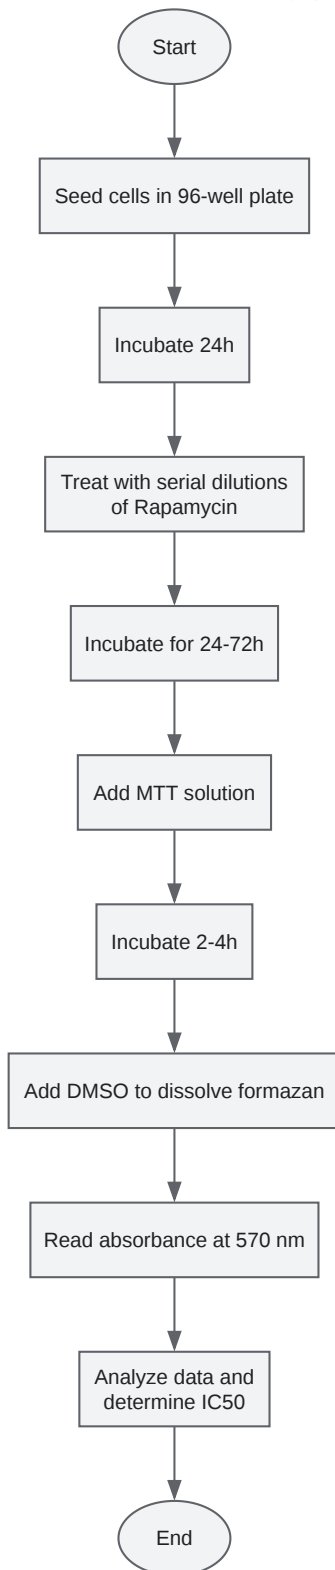 Start
Seed cells in 96-well plate
Incubate 24h
Treat with serial dilutions
of Rapamycin
Incubate for 24-72h
Add MTT solution
Incubate 2-4h
Add DMSO to dissolve formazan
Read absorbance at 570 nm
Analyze data and
determine IC50
End